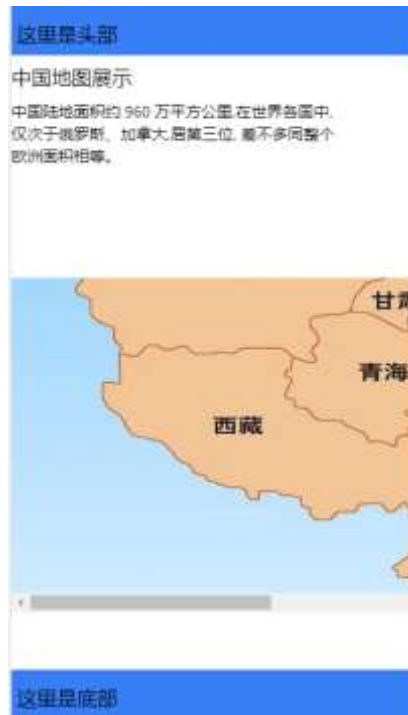 这里是头部
中国地图展示
中国陆地面积约 960 万平方公里,在世界各国中,
仅次于俄罗斯、加拿大,居第三位, 差不多同整个
欧洲面积相等。
甘肃
青海
西藏
这里是底部